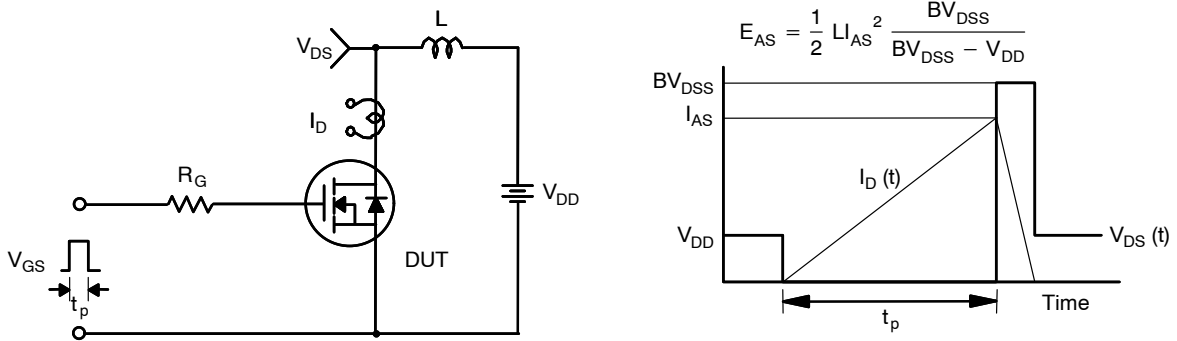 L
V_DS
I_D
R_G
V_DD
V_GS
DUT
t_p
E_AS = 1/2 LI_AS^2 BV_DSS / (BV_DSS − V_DD)
BV_DSS
I_AS
I_D (t)
V_DD
V_DS (t)
Time
t_p